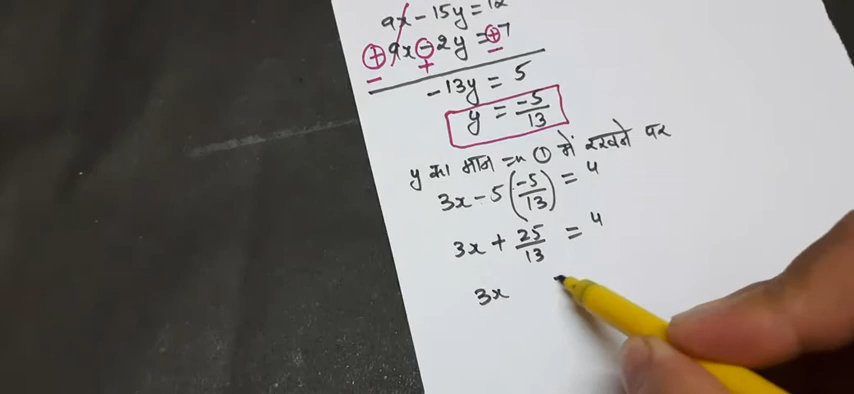 9x - 15y = 12
⊕ 9x ⊖ 2y = ⊕ 7
- + -
-13y = 5
y = -5/13
y का मान =n ① में रखने पर
3x - 5(-5/13) = 4
3x + 25/13 = 4
3x